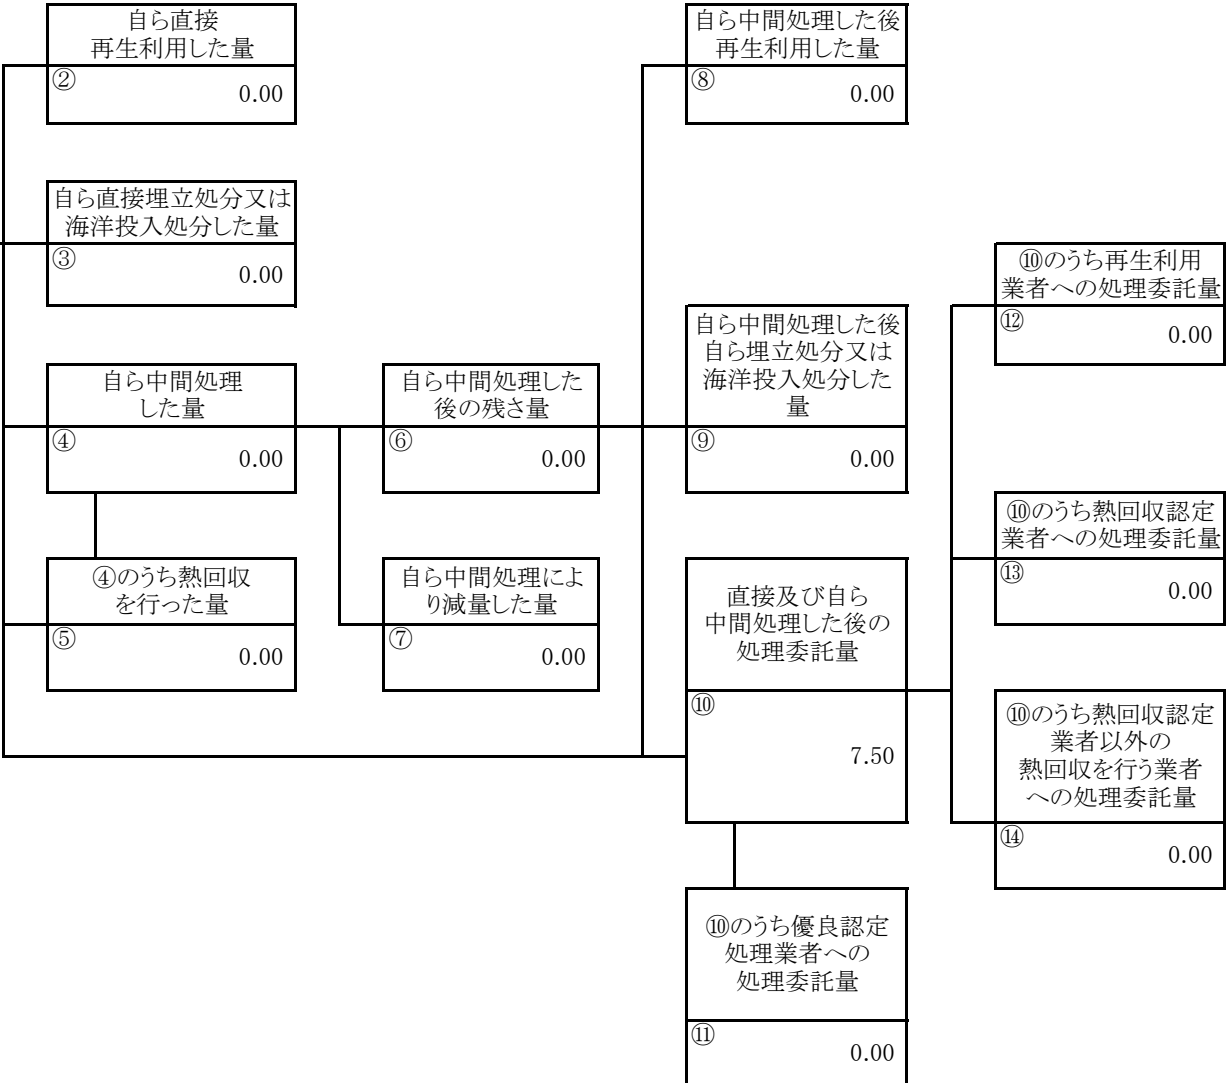 自ら直接
再生利用した量
②
0.00
自ら直接埋立処分又は
海洋投入処分した量
③
0.00
自ら中間処理
した量
④
0.00
④のうち熱回収
を行った量
⑤
0.00
自ら中間処理した
後の残さ量
⑥
0.00
自ら中間処理によ
り減量した量
⑦
0.00
自ら中間処理した後
再生利用した量
⑧
0.00
自ら中間処理した後
自ら埋立処分又は
海洋投入処分した
量
⑨
0.00
直接及び自ら
中間処理した後の
処理委託量
⑩
7.50
⑩のうち優良認定
処理業者への
処理委託量
⑪
0.00
⑩のうち再生利用
業者への処理委託量
⑫
0.00
⑩のうち熱回収認定
業者への処理委託量
⑬
0.00
⑩のうち熱回収認定
業者以外の
熱回収を行う業者
への処理委託量
⑭
0.00